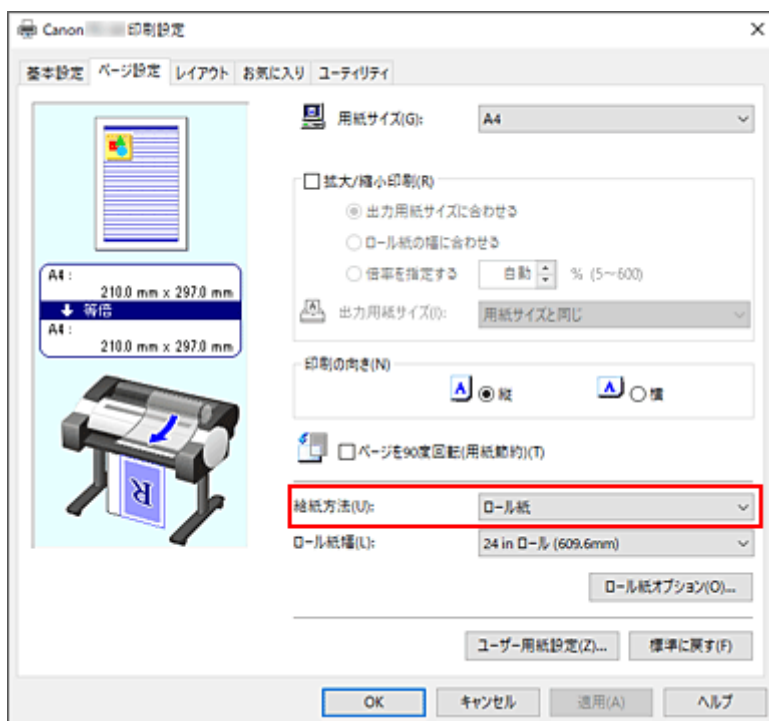 Canon 印刷設定
基本設定 ページ設定 レイアウト お気に入り ユーティリティ
用紙サイズ(G): A4
拡大/縮小印刷(R)
出力用紙サイズに合わせる
ロール紙の幅に合わせる
倍率を指定する 自動 % (5～600)
出力用紙サイズ(I): 用紙サイズと同じ
A4 :
210.0 mm x 297.0 mm
等倍
A4 :
210.0 mm x 297.0 mm
印刷の向き(N)
A 縦 A 横
ページを90度回転(用紙節約)(T)
R
給紙方法(U): ロール紙
ロール紙幅(L): 24 in ロール (609.6mm)
ロール紙オプション(O)...
ユーザー用紙設定(Z)... 標準に戻す(F)
OK キャンセル 適用(A) ヘルプ